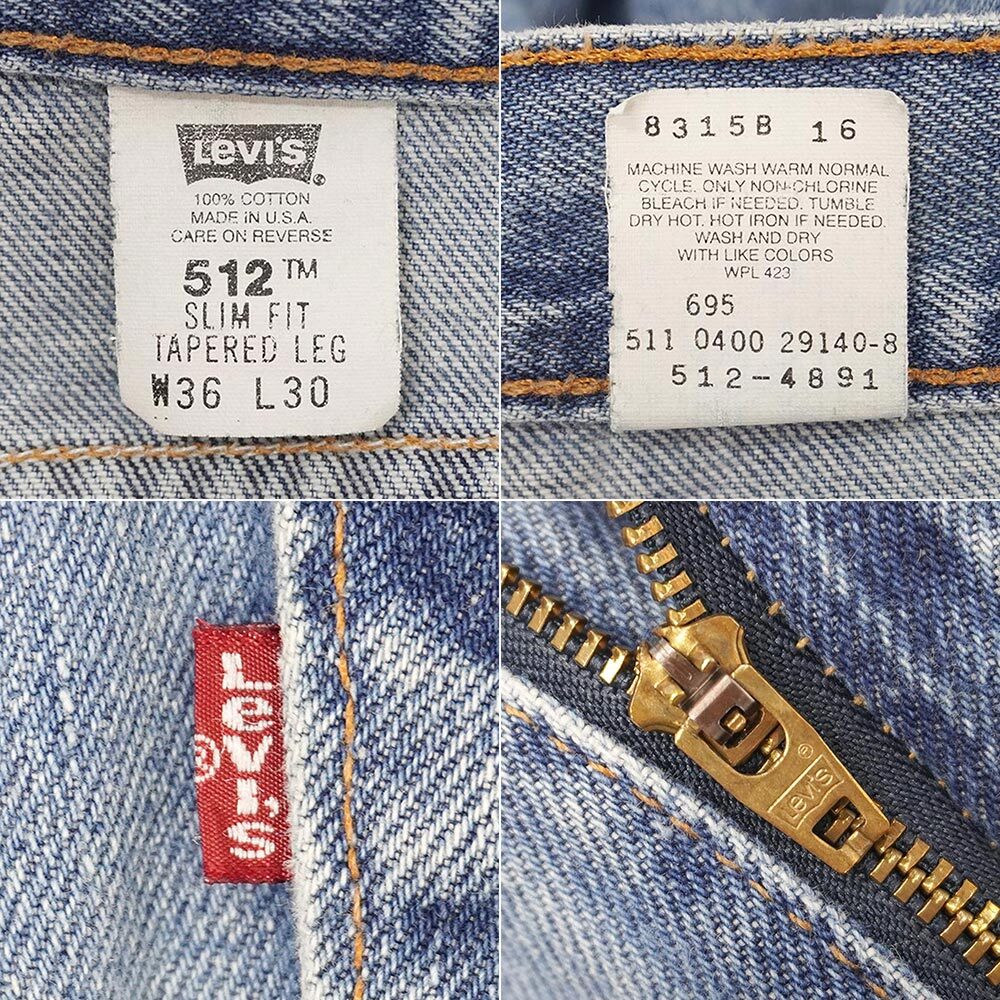 Levi's®
100% COTTON
MADE IN U.S.A.
CARE ON REVERSE
512™
SLIM FIT
TAPERED LEG
W36 L30
8315B 16
MACHINE WASH WARM NORMAL
CYCLE. ONLY NON-CHLORINE
BLEACH IF NEEDED. TUMBLE
DRY HOT. HOT IRON IF NEEDED.
WASH AND DRY
WITH LIKE COLORS
WPL 423
695
511 0400 29140-8
512-4891
LeVI'S
®
Levi's®